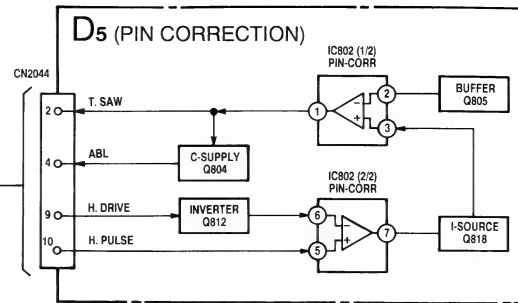 D5 (PIN CORRECTION)
CN2044
IC802 (1/2)
PIN-CORR
2
T. SAW
1
2
3
BUFFER
Q805
4
ABL
C-SUPPLY
Q804
IC802 (2/2)
PIN-CORR
9
H. DRIVE
INVERTER
Q812
6
5
7
I-SOURCE
Q818
10
H. PULSE